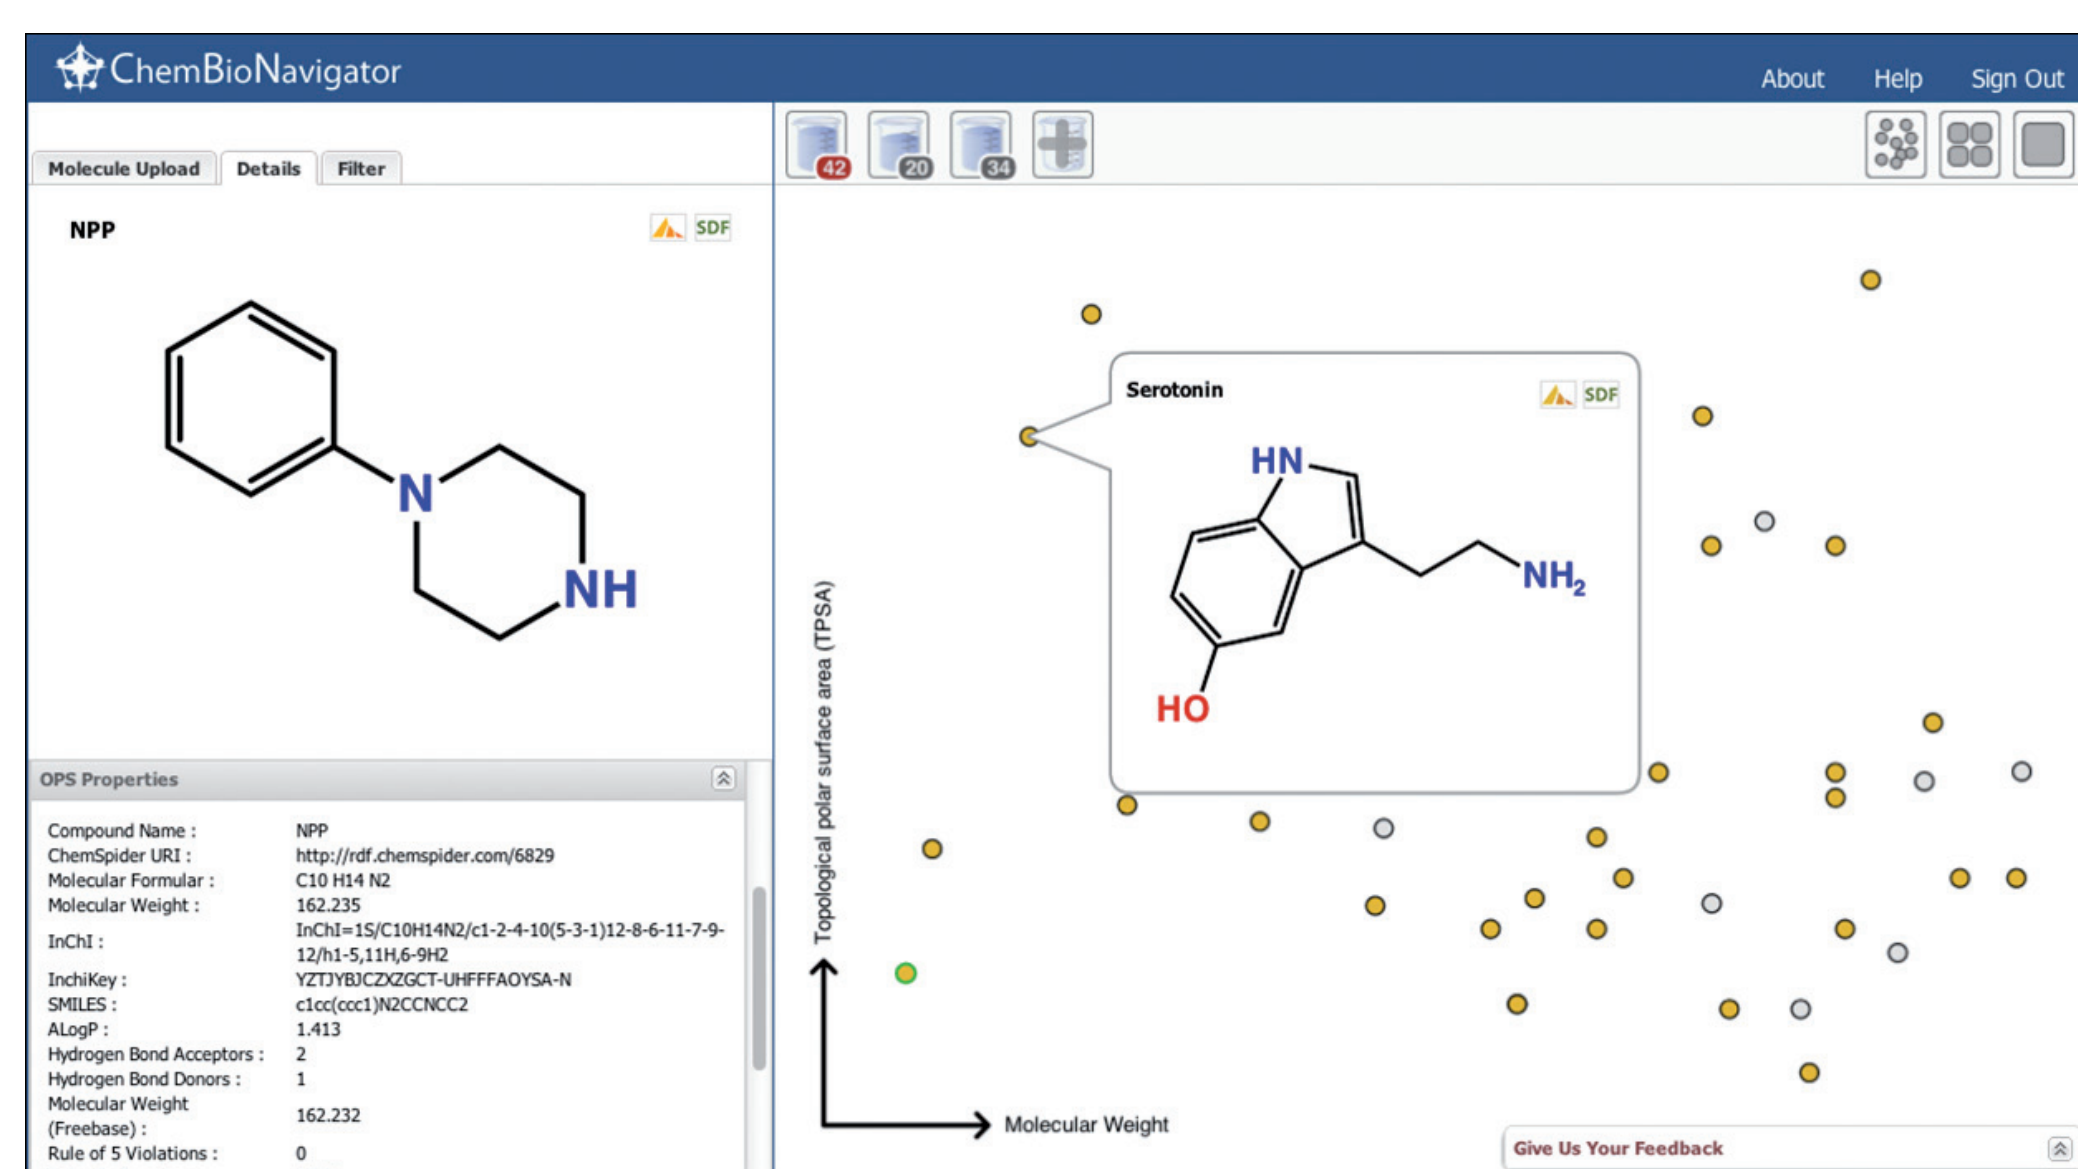 ChemBioNavigator
About Help Sign Out
Molecule Upload Details Filter
42 20 34
NPP
SDF
N
NH
OPS Properties
Compound Name : NPP
ChemSpider URI : http://rdf.chemspider.com/6829
Molecular Formular : C10 H14 N2
Molecular Weight : 162.235
InChI : InChI=1S/C10H14N2/c1-2-4-10(5-3-1)12-8-6-11-7-9-
12/h1-5,11H,6-9H2
InchiKey : YZTJYBJCZXZGCT-UHFFFAOYSA-N
SMILES : c1cc(ccc1)N2CCNCC2
ALogP : 1.413
Hydrogen Bond Acceptors : 2
Hydrogen Bond Donors : 1
Molecular Weight
(Freebase) : 162.232
Rule of 5 Violations : 0
Serotonin
SDF
HN
NH2
HO
Topological polar surface area (TPSA)
Molecular Weight
Give Us Your Feedback